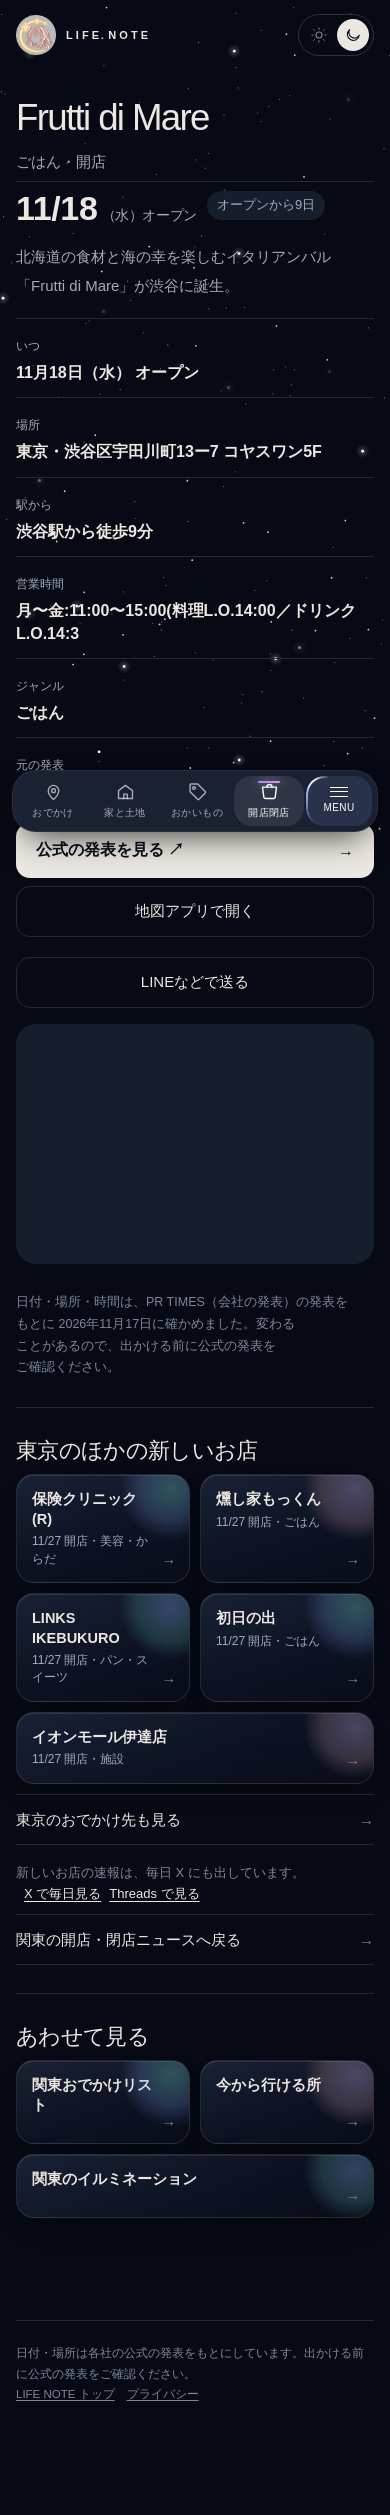 LIFE.NOTE
Frutti di Mare
ごはん・開店
11/18 （水）オープン オープンから9日
北海道の食材と海の幸を楽しむイタリアンバル
「Frutti di Mare」が渋谷に誕生。
いつ
11月18日（水） オープン
場所
東京・渋谷区宇田川町13ー7 コヤスワン5F
駅から
渋谷駅から徒歩9分
営業時間
月〜金:11:00〜15:00(料理L.O.14:00／ドリンク
L.O.14:3
ジャンル
ごはん
元の発表
おでかけ 家と土地 おかいもの 開店閉店 MENU
公式の発表を見る ↗ →
地図アプリで開く
LINEなどで送る
日付・場所・時間は、PR TIMES（会社の発表）の発表を
もとに 2026年11月17日に確かめました。変わる
ことがあるので、出かける前に公式の発表を
ご確認ください。
東京のほかの新しいお店
保険クリニック
(R)
11/27 開店・美容・か
らだ →
燻し家もっくん
11/27 開店・ごはん
→
LINKS
IKEBUKURO
11/27 開店・パン・ス
イーツ →
初日の出
11/27 開店・ごはん
→
イオンモール伊達店
11/27 開店・施設 →
東京のおでかけ先も見る →
新しいお店の速報は、毎日 X にも出しています。
X で毎日見る Threads で見る
関東の開店・閉店ニュースへ戻る →
あわせて見る
関東おでかけリス
ト →
今から行ける所
→
関東のイルミネーション
→
日付・場所は各社の公式の発表をもとにしています。出かける前
に公式の発表をご確認ください。
LIFE NOTE トップ プライバシー